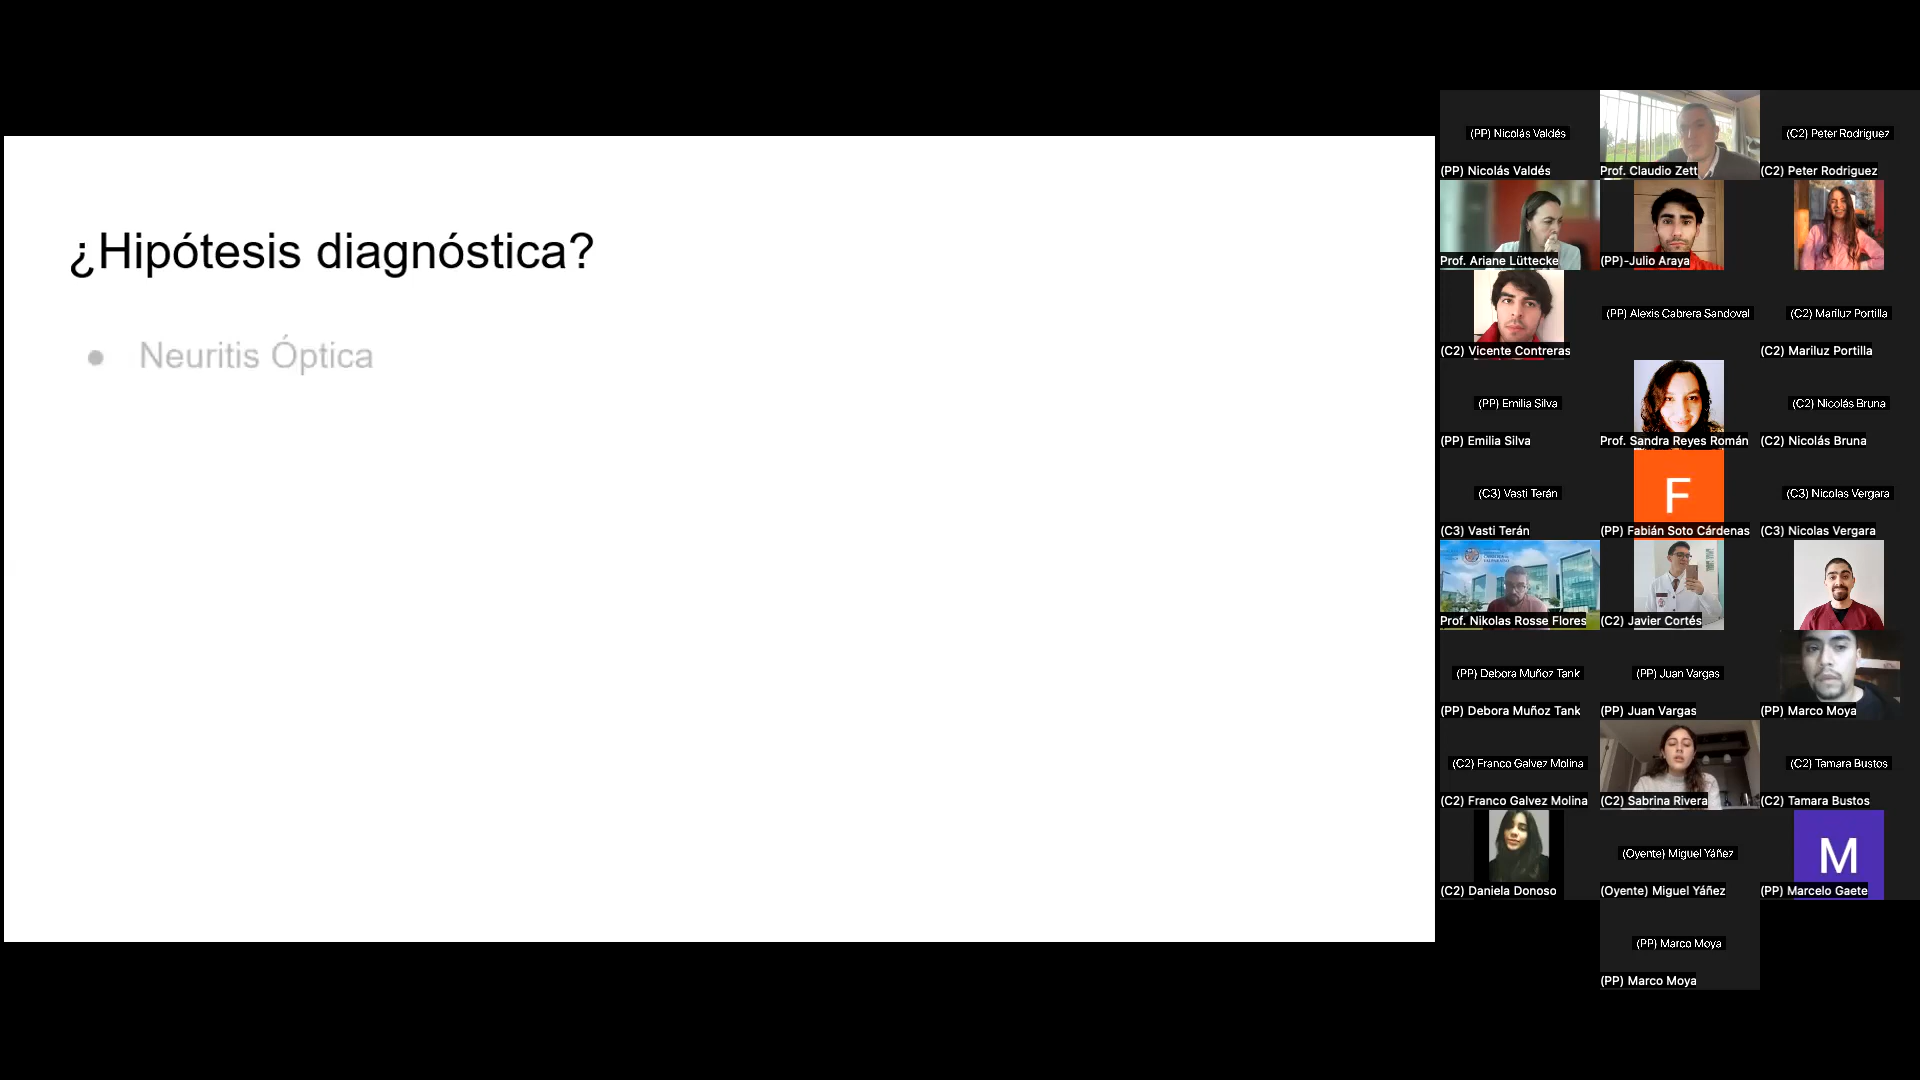 ¿Hipótesis diagnóstica?
● Neuritis Óptica
(PP) Nicolás Valdés
(PP) Nicolás Valdés
Prof. Claudio Zett
(C2) Peter Rodriguez
(C2) Peter Rodriguez
Prof. Ariane Lüttecke
(PP)-Julio Araya
(C2) Vicente Contreras
(PP) Alexis Cabrera Sandoval
(C2) Mariluz Portilla
(C2) Mariluz Portilla
(PP) Emilia Silva
(PP) Emilia Silva
Prof. Sandra Reyes Román
(C2) Nicolás Bruna
(C2) Nicolás Bruna
(C3) Vasti Terán
(C3) Vasti Terán
F
(PP) Fabián Soto Cárdenas
(C3) Nicolas Vergara
(C3) Nicolas Vergara
Prof. Nikolas Rosse Flores
(C2) Javier Cortés
(PP) Debora Muñoz Tank
(PP) Debora Muñoz Tank
(PP) Juan Vargas
(PP) Juan Vargas
(PP) Marco Moya
(C2) Franco Galvez Molina
(C2) Franco Galvez Molina
(C2) Sabrina Rivera
(C2) Tamara Bustos
(C2) Tamara Bustos
(C2) Daniela Donoso
(Oyente) Miguel Yáñez
(Oyente) Miguel Yáñez
M
(PP) Marcelo Gaete
(PP) Marco Moya
(PP) Marco Moya